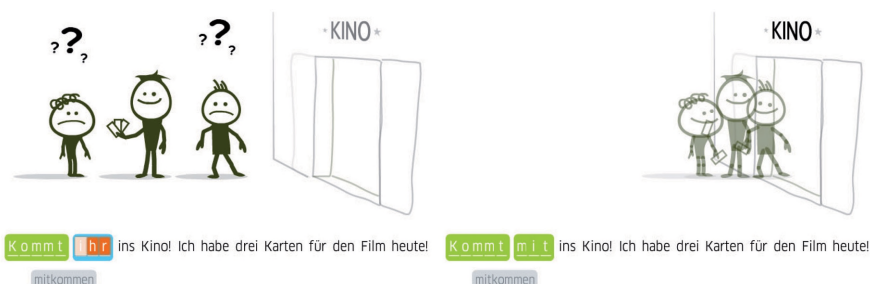 ???
???
* KINO *
* KINO *
Kommt ihr ins Kino! Ich habe drei Karten für den Film heute!
mitkommen
Kommt mit ins Kino! Ich habe drei Karten für den Film heute!
mitkommen